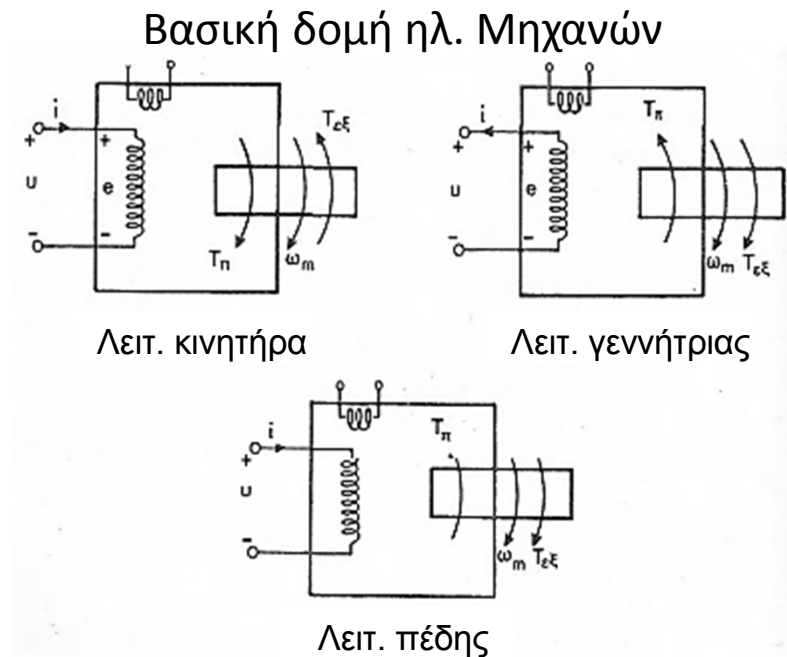 Βασική δομή ηλ. Μηχανών
i
+
+
u
e
-
-
Tεξ
Tπ
ωm
Λειτ. κινητήρα
i
+
+
u
e
-
-
Tπ
ωm
Tεξ
Λειτ. γεννήτριας
i
+
u
-
Tπ
ωm
Tεξ
Λειτ. πέδης